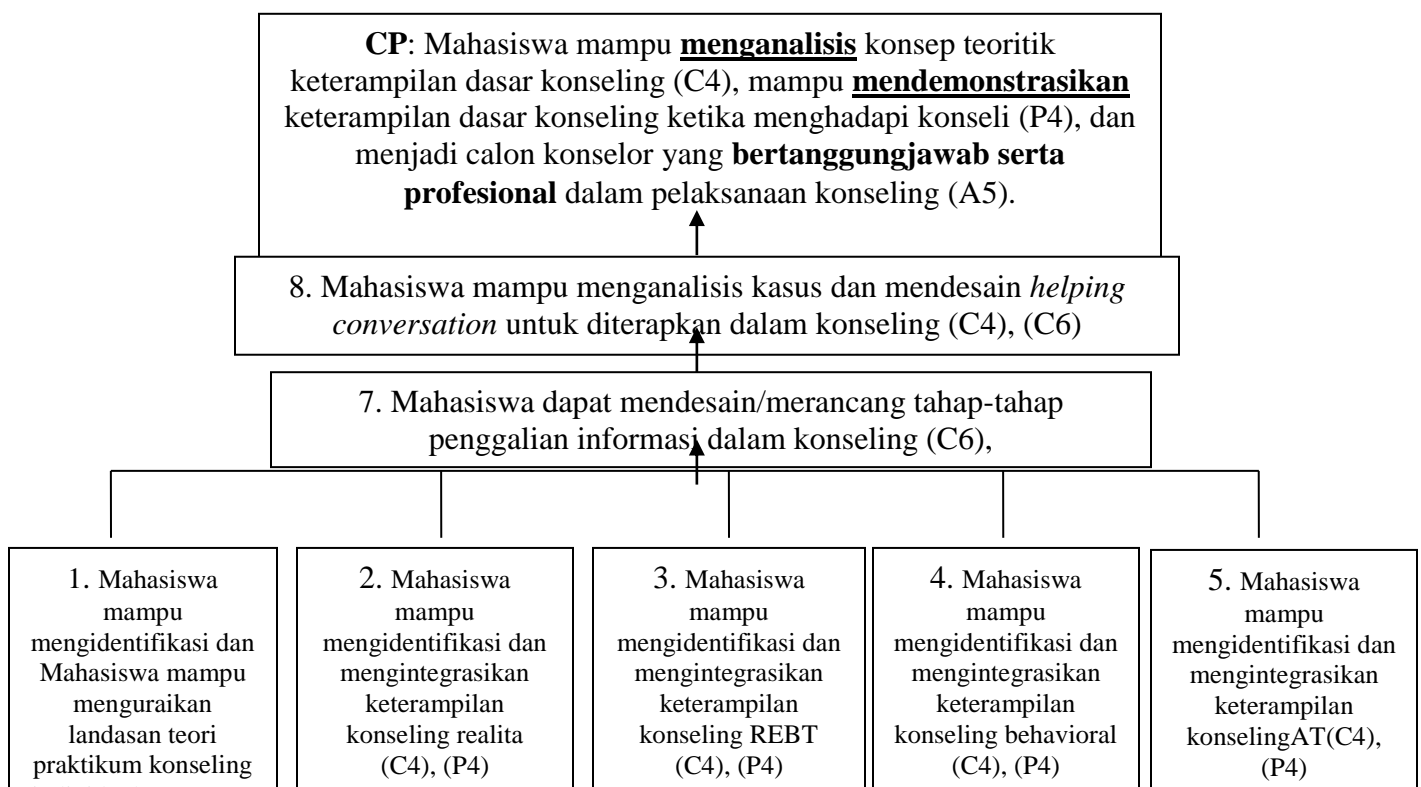 CP: Mahasiswa mampu menganalisis konsep teoritik
keterampilan dasar konseling (C4), mampu mendemonstrasikan
keterampilan dasar konseling ketika menghadapi konseli (P4), dan
menjadi calon konselor yang bertanggungjawab serta
profesional dalam pelaksanaan konseling (A5).
8. Mahasiswa mampu menganalisis kasus dan mendesain helping
conversation untuk diterapkan dalam konseling (C4), (C6)
7. Mahasiswa dapat mendesain/merancang tahap-tahap
penggalian informasi dalam konseling (C6),
1. Mahasiswa
mampu
mengidentifikasi dan
Mahasiswa mampu
menguraikan
landasan teori
praktikum konseling
2. Mahasiswa
mampu
mengidentifikasi dan
mengintegrasikan
keterampilan
konseling realita
(C4), (P4)
3. Mahasiswa
mampu
mengidentifikasi dan
mengintegrasikan
keterampilan
konseling REBT
(C4), (P4)
4. Mahasiswa
mampu
mengidentifikasi dan
mengintegrasikan
keterampilan
konseling behavioral
(C4), (P4)
5. Mahasiswa
mampu
mengidentifikasi dan
mengintegrasikan
keterampilan
konselingAT(C4),
(P4)